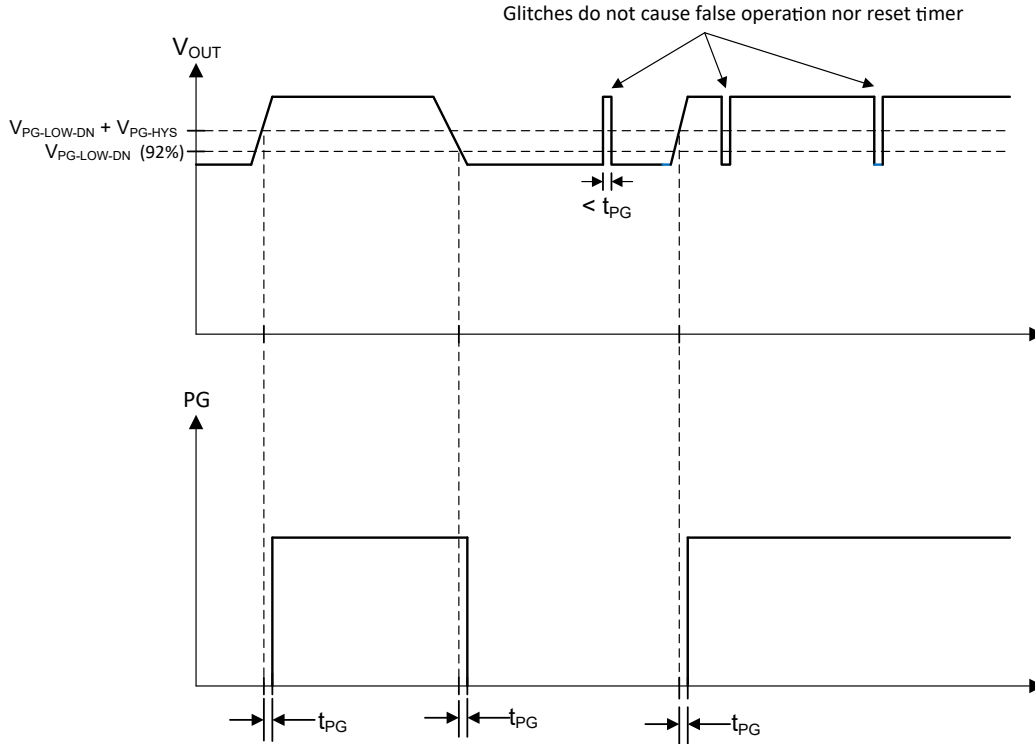 Glitches do not cause false operation nor reset timer
VOUT
VPG-LOW-DN + VPG-HYS
VPG-LOW-DN (92%)
< tPG
PG
tPG
tPG
tPG